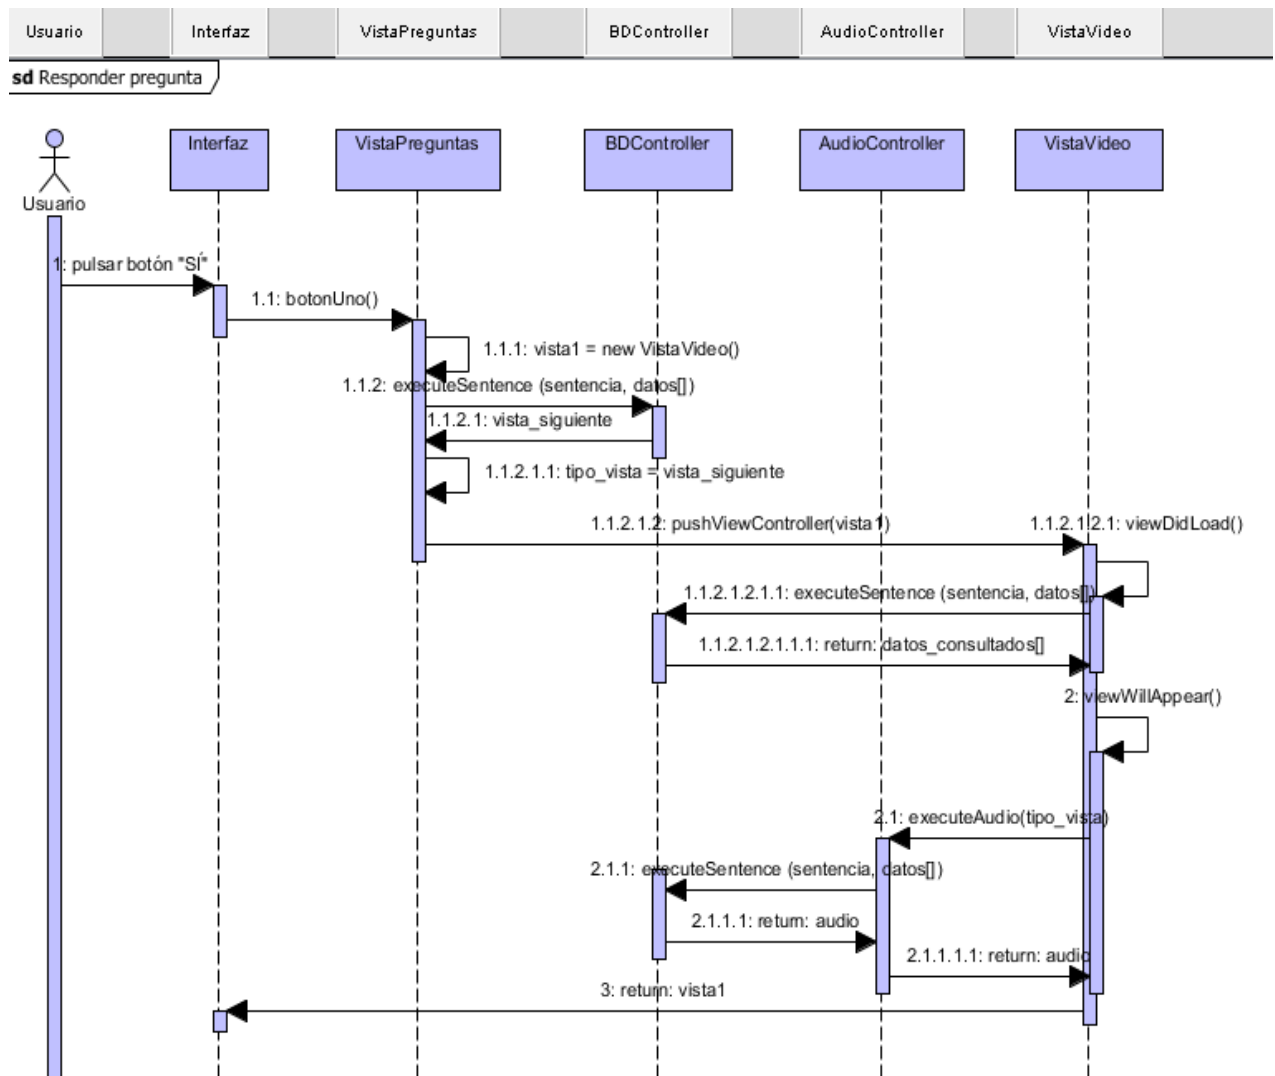 Usuario Interfaz VistaPreguntas BDController AudioController VistaVideo
sd Responder pregunta
Interfaz VistaPreguntas BDController AudioController VistaVideo
Usuario
1: pulsar botón "SÍ"
1.1: botonUno()
1.1.1: vista1 = new VistaVideo()
1.1.2: executeSentence (sentencia, datos[])
1.1.2.1: vista_siguiente
1.1.2.1.1: tipo_vista = vista_siguiente
1.1.2.1.2: pushViewController(vista1) 1.1.2.1.2.1: viewDidLoad()
1.1.2.1.2.1.1: executeSentence (sentencia, datos[])
1.1.2.1.2.1.1.1: return: datos_consultados[]
2: viewWillAppear()
2.1: executeAudio(tipo_vista)
2.1.1: executeSentence (sentencia, datos[])
2.1.1.1: return: audio
2.1.1.1.1: return: audio
3: return: vista1